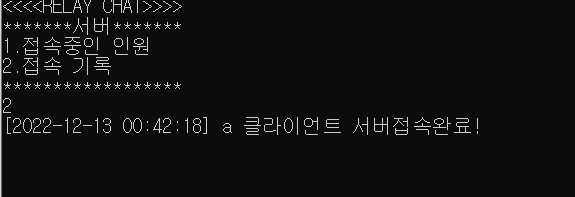 <<<<RELAY CHAT>>>>
*******서버*******
1.접속중인 인원
2.접속 기록
******************
2
[2022-12-13 00:42:18] a 클라이언트 서버접속완료!